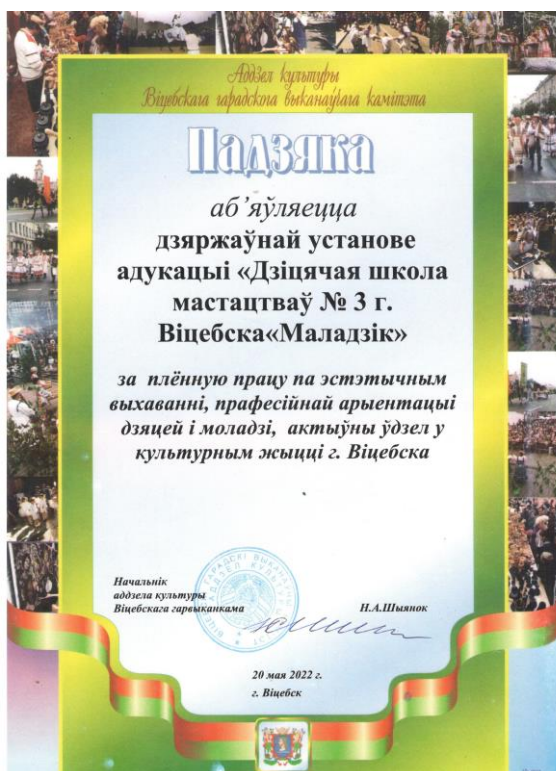 Аддзел культуры
Віцебскага гарадскога выканаўчага камітэта
Падзяка
аб’яўляецца
дзяржаўнай установе
адукацыі «Дзіцячая школа
мастацтваў № 3 г.
Віцебска«Маладзік»
за плённую працу па эстэтычным
выхаванні, прафесійнай арыентацыі
дзяцей і моладзі, актыўны ўдзел у
культурным жыцці г. Віцебска
Начальнік
аддзела культуры
Віцебскага гарвыканкама
Н.А.Шыянок
20 мая 2022 г.
г. Віцебск